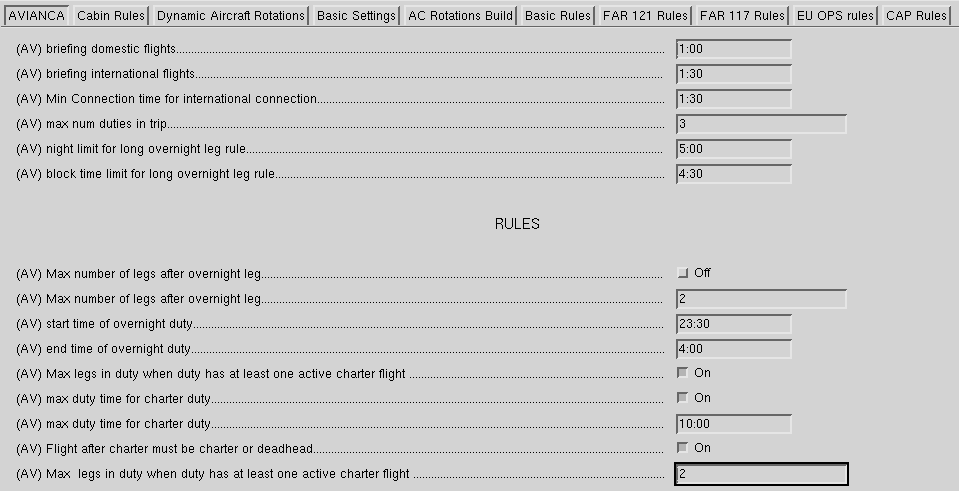 AVIANCA Cabin Rules Dynamic Aircraft Rotations Basic Settings AC Rotations Build Basic Rules FAR 121 Rules FAR 117 Rules EU OPS rules CAP Rules
(AV) briefing domestic flights 1:00
(AV) briefing international flights 1:30
(AV) Min Connection time for international connection 1:30
(AV) max num duties in trip 3
(AV) night limit for long overnight leg rule 5:00
(AV) block time limit for long overnight leg rule 4:30
RULES
(AV) Max number of legs after overnight leg Off
(AV) Max number of legs after overnight leg 2
(AV) start time of overnight duty 23:30
(AV) end time of overnight duty 4:00
(AV) Max legs in duty when duty has at least one active charter flight On
(AV) max duty time for charter duty On
(AV) max duty time for charter duty 10:00
(AV) Flight after charter must be charter or deadhead On
(AV) Max legs in duty when duty has at least one active charter flight 2